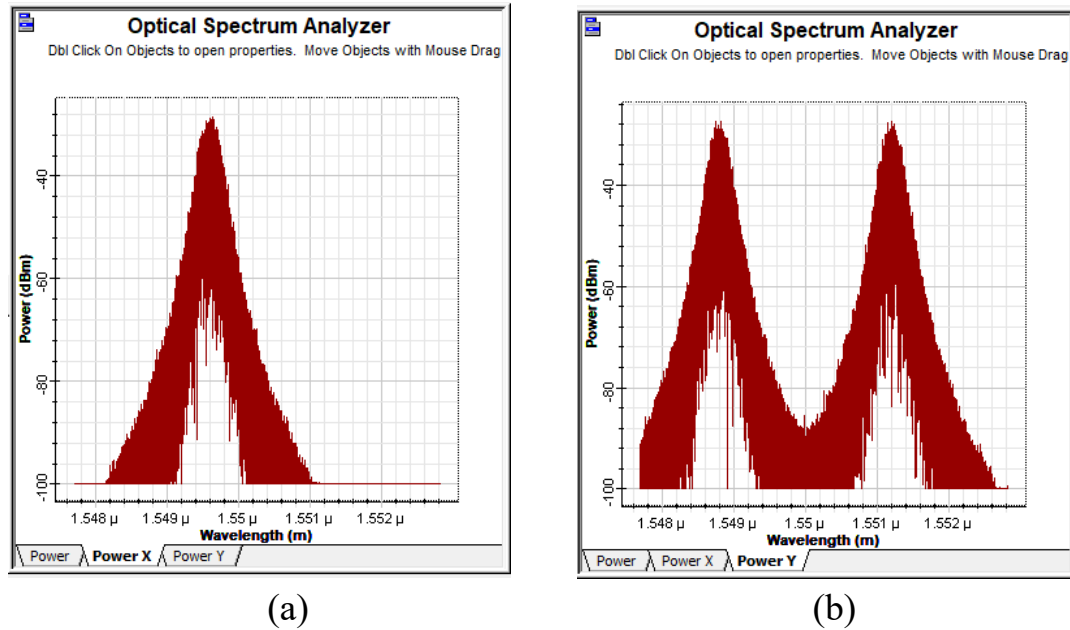 Optical Spectrum Analyzer
Dbl Click On Objects to open properties. Move Objects with Mouse Drag
Power (dBm)
-40
-60
-80
-100
1.548 µ 1.549 µ 1.55 µ 1.551 µ 1.552 µ
Wavelength (m)
Power Power X Power Y
(a)
Optical Spectrum Analyzer
Dbl Click On Objects to open properties. Move Objects with Mouse Drag
Power (dBm)
-40
-60
-80
-100
1.548 µ 1.549 µ 1.55 µ 1.551 µ 1.552 µ
Wavelength (m)
Power Power X Power Y
(b)